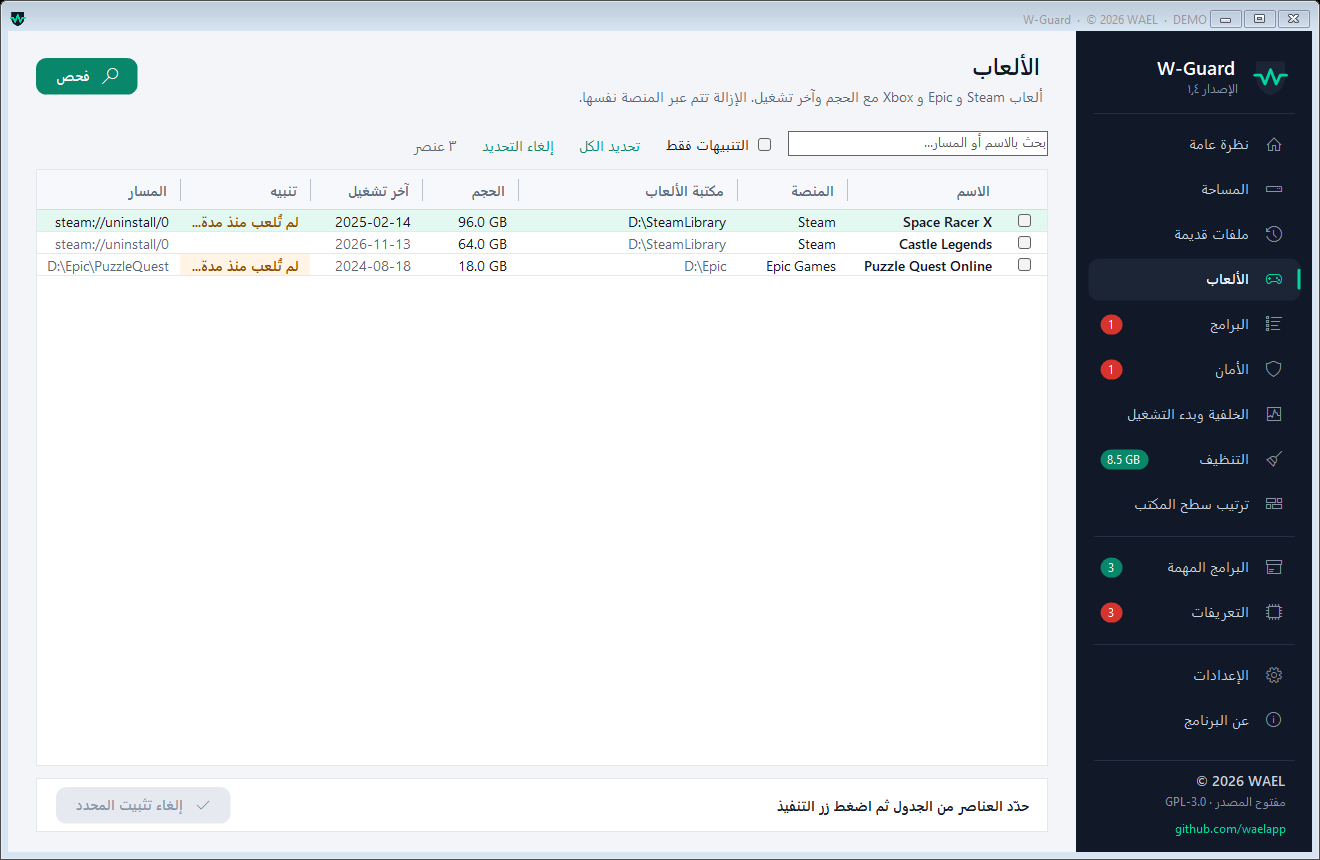 W-Guard · © 2026 WAEL · DEMO
W-Guard
الإصدار ١٫٤
نظرة عامة
المساحة
ملفات قديمة
الألعاب
البرامج 1
الأمان 1
الخلفية وبدء التشغيل
التنظيف 8.5 GB
ترتيب سطح المكتب
البرامج المهمة 3
التعريفات 3
الإعدادات
عن البرنامج
© 2026 WAEL
مفتوح المصدر · GPL-3.0
github.com/waelapp
الألعاب
ألعاب Steam و Epic و Xbox مع الحجم وآخر تشغيل. الإزالة تتم عبر المنصة نفسها.
فحص
بحث بالاسم أو المسار... التنبيهات فقط تحديد الكل إلغاء التحديد ٣ عنصر
الاسم المنصة مكتبة الألعاب الحجم آخر تشغيل تنبيه المسار
Space Racer X Steam D:\SteamLibrary 96.0 GB 2025-02-14 لم تُلعب منذ مدة... steam://uninstall/0
Castle Legends Steam D:\SteamLibrary 64.0 GB 2026-11-13 steam://uninstall/0
Puzzle Quest Online Epic Games D:\Epic 18.0 GB 2024-08-18 لم تُلعب منذ مدة... D:\Epic\PuzzleQuest
حدّد العناصر من الجدول ثم اضغط زر التنفيذ
إلغاء تثبيت المحدد